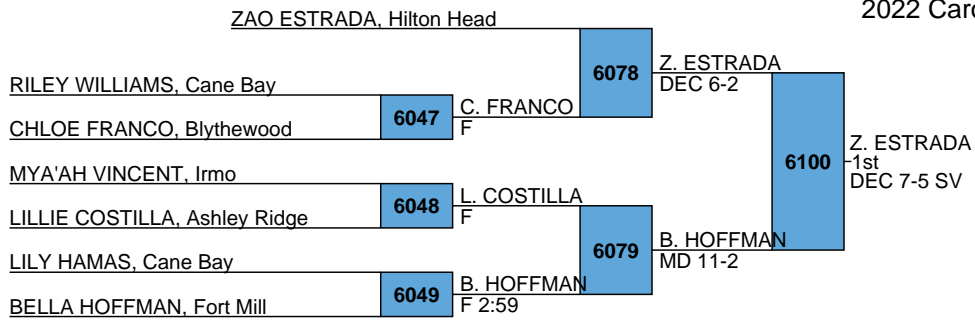 2022 Caro
ZAO ESTRADA, Hilton Head
6078
Z. ESTRADA
DEC 6-2
RILEY WILLIAMS, Cane Bay
6047
C. FRANCO
F
CHLOE FRANCO, Blythewood
6100
Z. ESTRADA
1st
DEC 7-5 SV
MYA'AH VINCENT, Irmo
6048
L. COSTILLA
F
LILLIE COSTILLA, Ashley Ridge
6079
B. HOFFMAN
MD 11-2
LILY HAMAS, Cane Bay
6049
B. HOFFMAN
F 2:59
BELLA HOFFMAN, Fort Mill